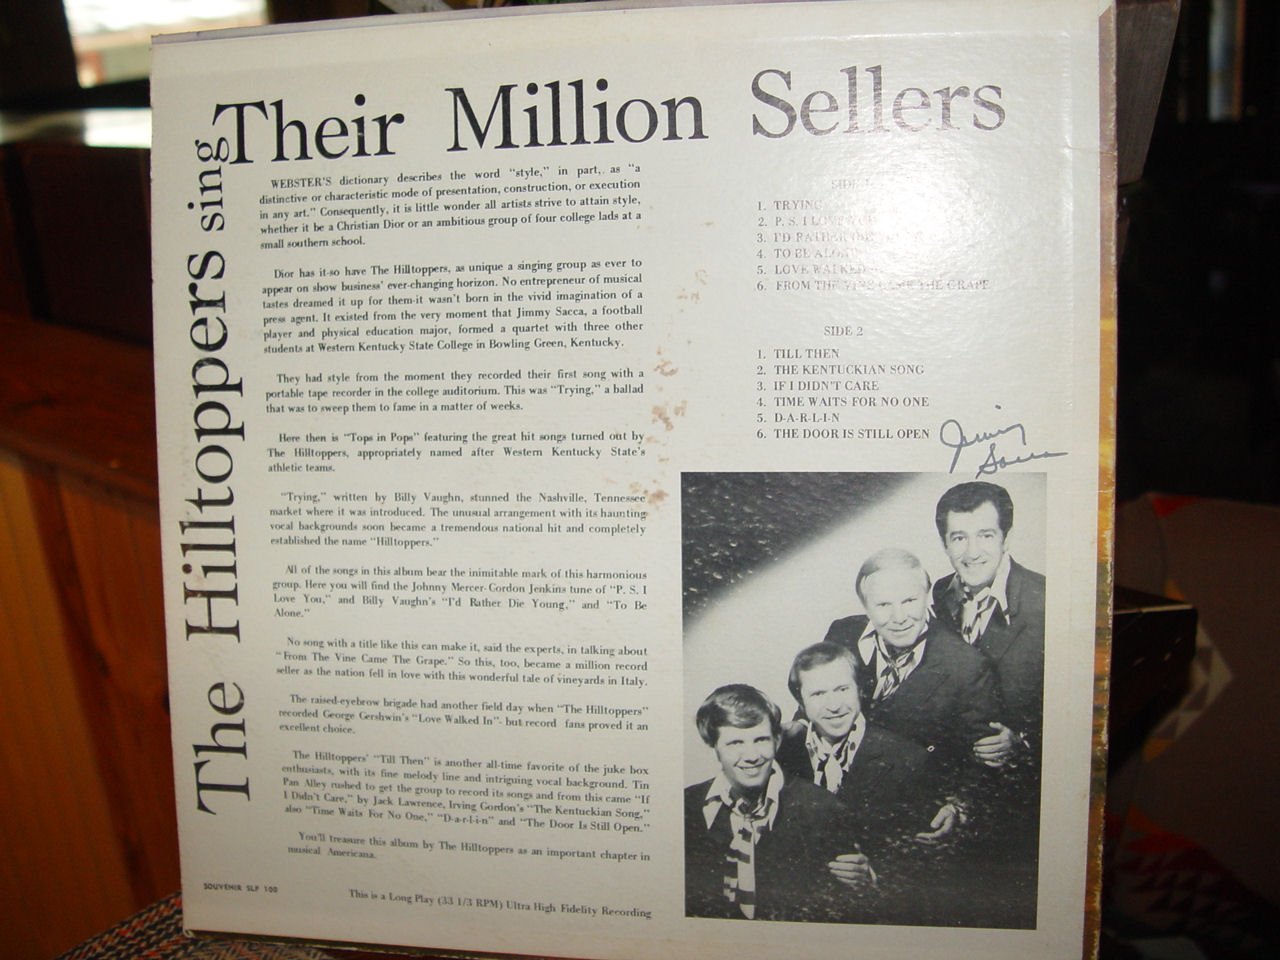 The Hilltoppers sing
Their Million Sellers
WEBSTER'S dictionary describes the word "style," in part, as "a
distinctive or characteristic mode of presentation, construction, or execution
in any art." Consequently, it is little wonder all artists strive to attain style,
whether it be a Christian Dior or an ambitious group of four college lads at a
small southern school.
Dior has it-so have The Hilltoppers, as unique a singing group as ever to
appear on show business' ever-changing horizon. No entrepreneur of musical
tastes dreamed it up for them-it wasn't born in the vivid imagination of a
press agent. It existed from the very moment that Jimmy Sacca, a football
player and physical education major, formed a quartet with three other
students at Western Kentucky State College in Bowling Green, Kentucky.
They had style from the moment they recorded their first song with a
portable tape recorder in the college auditorium. This was "Trying," a ballad
that was to sweep them to fame in a matter of weeks.
Here then is "Tops in Pops" featuring the great hit songs turned out by
The Hilltoppers, appropriately named after Western Kentucky State's
athletic teams.
"Trying," written by Billy Vaughn, stunned the Nashville, Tennessee
market where it was introduced. The unusual arrangement with its haunting
vocal backgrounds soon became a tremendous national hit and completely
established the name "Hilltoppers."
All of the songs in this album bear the inimitable mark of this harmonious
group. Here you will find the Johnny Mercer-Gordon Jenkins tune of "P. S. I
Love You," and Billy Vaughn's "I'd Rather Die Young," and "To Be
Alone."
No song with a title like this can make it, said the experts, in talking about
"From The Vine Came The Grape." So this, too, became a million record
seller as the nation fell in love with this wonderful tale of vineyards in Italy.
The raised-eyebrow brigade had another field day when "The Hilltoppers"
recorded George Gershwin's "Love Walked In"- but record fans proved it an
excellent choice.
The Hilltoppers' "Till Then" is another all-time favorite of the juke box
enthusiasts, with its fine melody line and intriguing vocal background. Tin
Pan Alley rushed to get the group to record its songs and from this came "If
I Didn't Care," by Jack Lawrence, Irving Gordon's "The Kentuckian Song,"
also "Time Waits For No One," "D-a-r-l-i-n" and "The Door Is Still Open."
You'll treasure this album by The Hilltoppers as an important chapter in
musical Americana.
SOUVENIR SLP 100
This is a Long Play (33 1/3 RPM) Ultra High Fidelity Recording
SIDE 1
1. TRYING
2. P. S. I LOVE YOU
3. I'D RATHER DIE
4. TO BE ALONE
5. LOVE WALKED
6. FROM THE VINE CAME THE GRAPE
SIDE 2
1. TILL THEN
2. THE KENTUCKIAN SONG
3. IF I DIDN'T CARE
4. TIME WAITS FOR NO ONE
5. D-A-R-L-I-N
6. THE DOOR IS STILL OPEN
Jimmy
Sacca